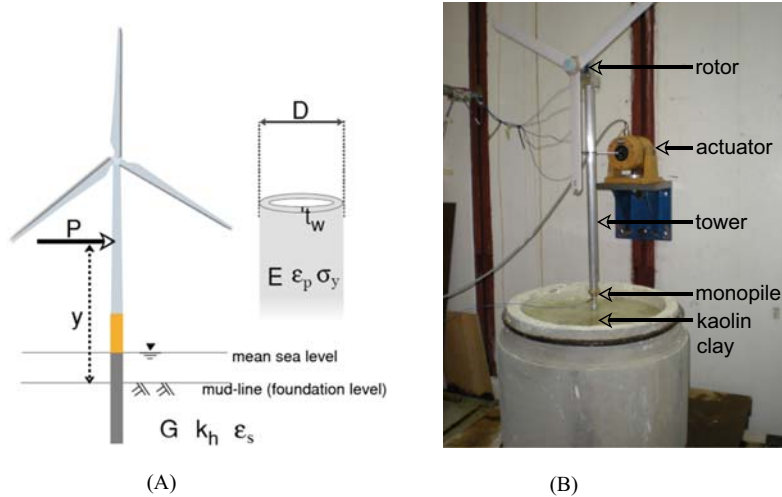 D
t_w
P
E ε_p σ_y
y
mean sea level
mud-line (foundation level)
G k_h ε_s
(A)
rotor
actuator
tower
monopile
kaolin
clay
(B)